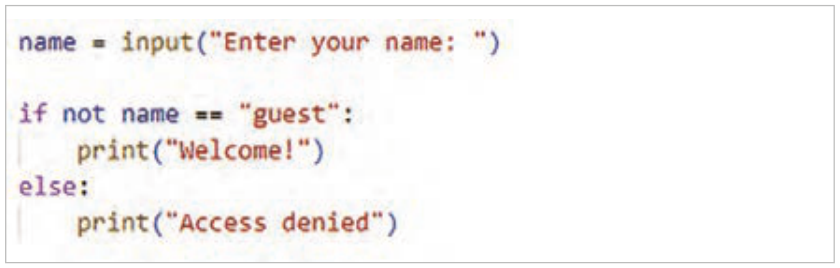 name = input("Enter your name: ")
if not name == "guest":
print("Welcome!")
else:
print("Access denied")